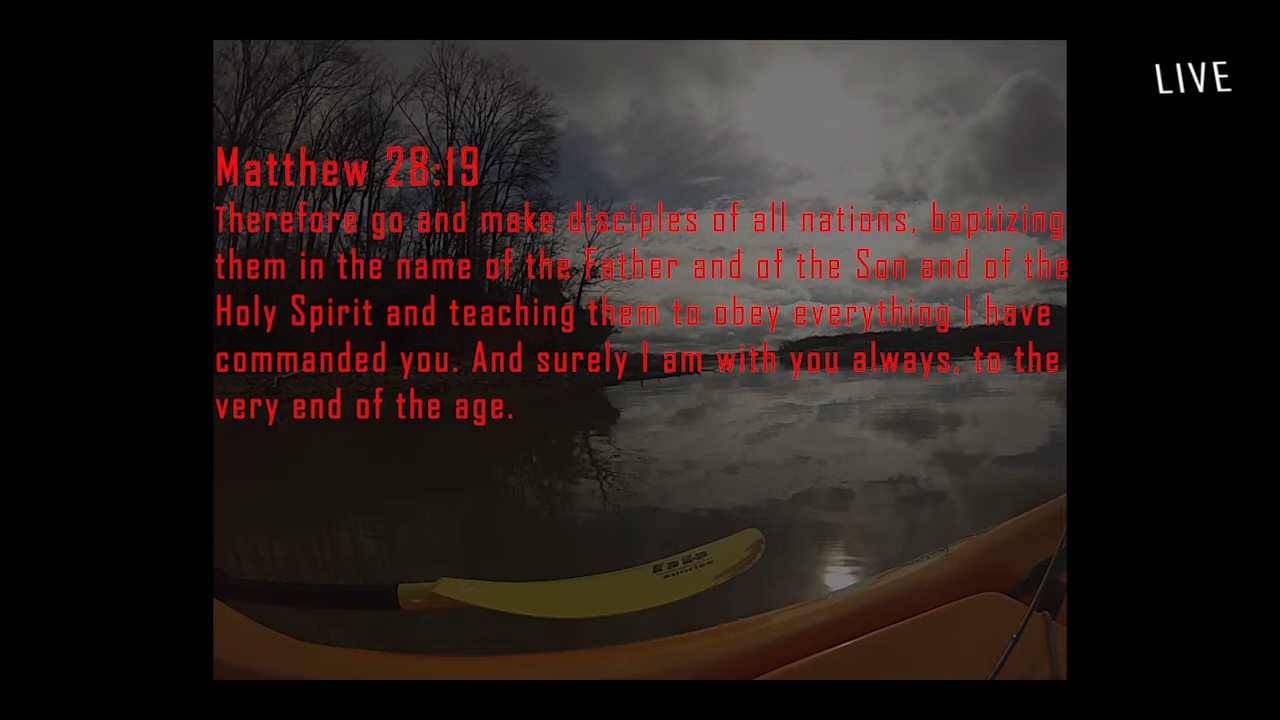 LIVE
Matthew 28:19
Therefore go and make disciples of all nations, baptizing
them in the name of the Father and of the Son and of the
Holy Spirit and teaching them to obey everything I have
commanded you. And surely I am with you always, to the
very end of the age.
sunrise